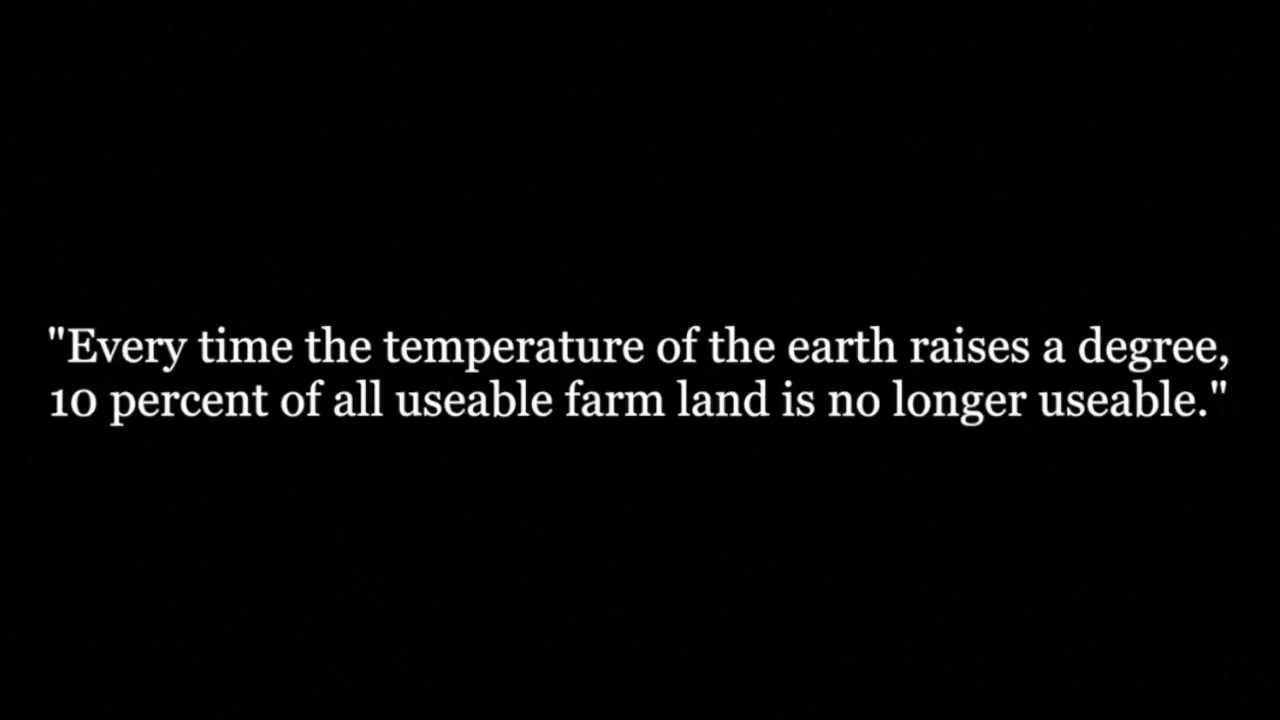 "Every time the temperature of the earth raises a degree,
10 percent of all useable farm land is no longer useable."